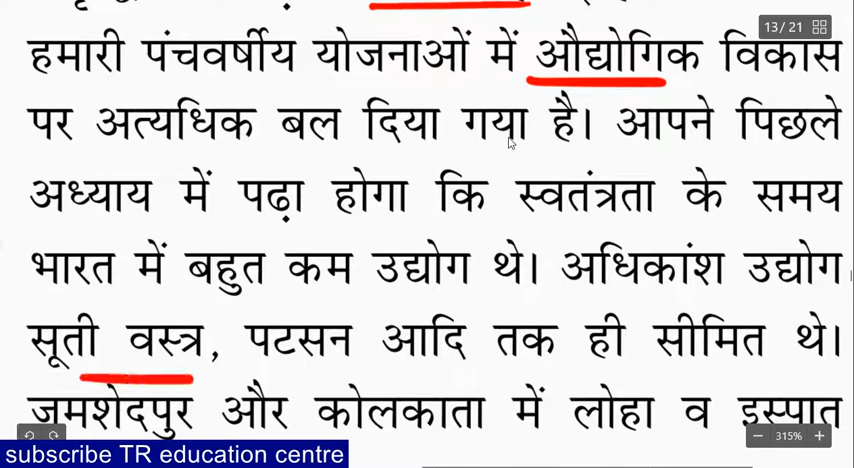 13 / 21
हमारी पंचवर्षीय योजनाओं में औद्योगिक विकास
पर अत्यधिक बल दिया गया है। आपने पिछले
अध्याय में पढ़ा होगा कि स्वतंत्रता के समय
भारत में बहुत कम उद्योग थे। अधिकांश उद्योग
सूती वस्त्र, पटसन आदि तक ही सीमित थे।
जमशेदपुर और कोलकाता में लोहा व इस्पात
315%
subscribe TR education centre